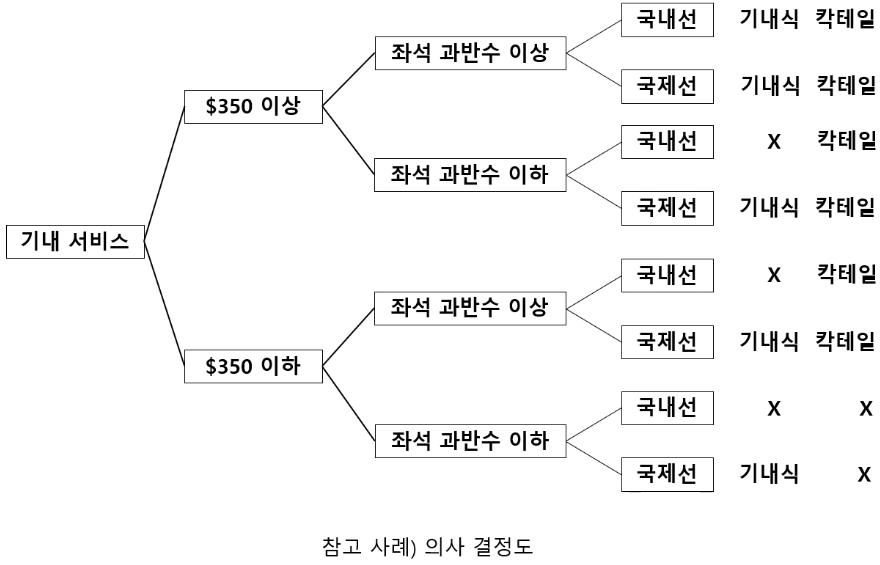 국내선 기내식 칵테일
좌석 과반수 이상
국제선 기내식 칵테일
$350 이상
국내선 X 칵테일
좌석 과반수 이하
국제선 기내식 칵테일
기내 서비스
국내선 X 칵테일
좌석 과반수 이상
국제선 기내식 칵테일
$350 이하
국내선 X X
좌석 과반수 이하
국제선 기내식 X
참고 사례) 의사 결정도